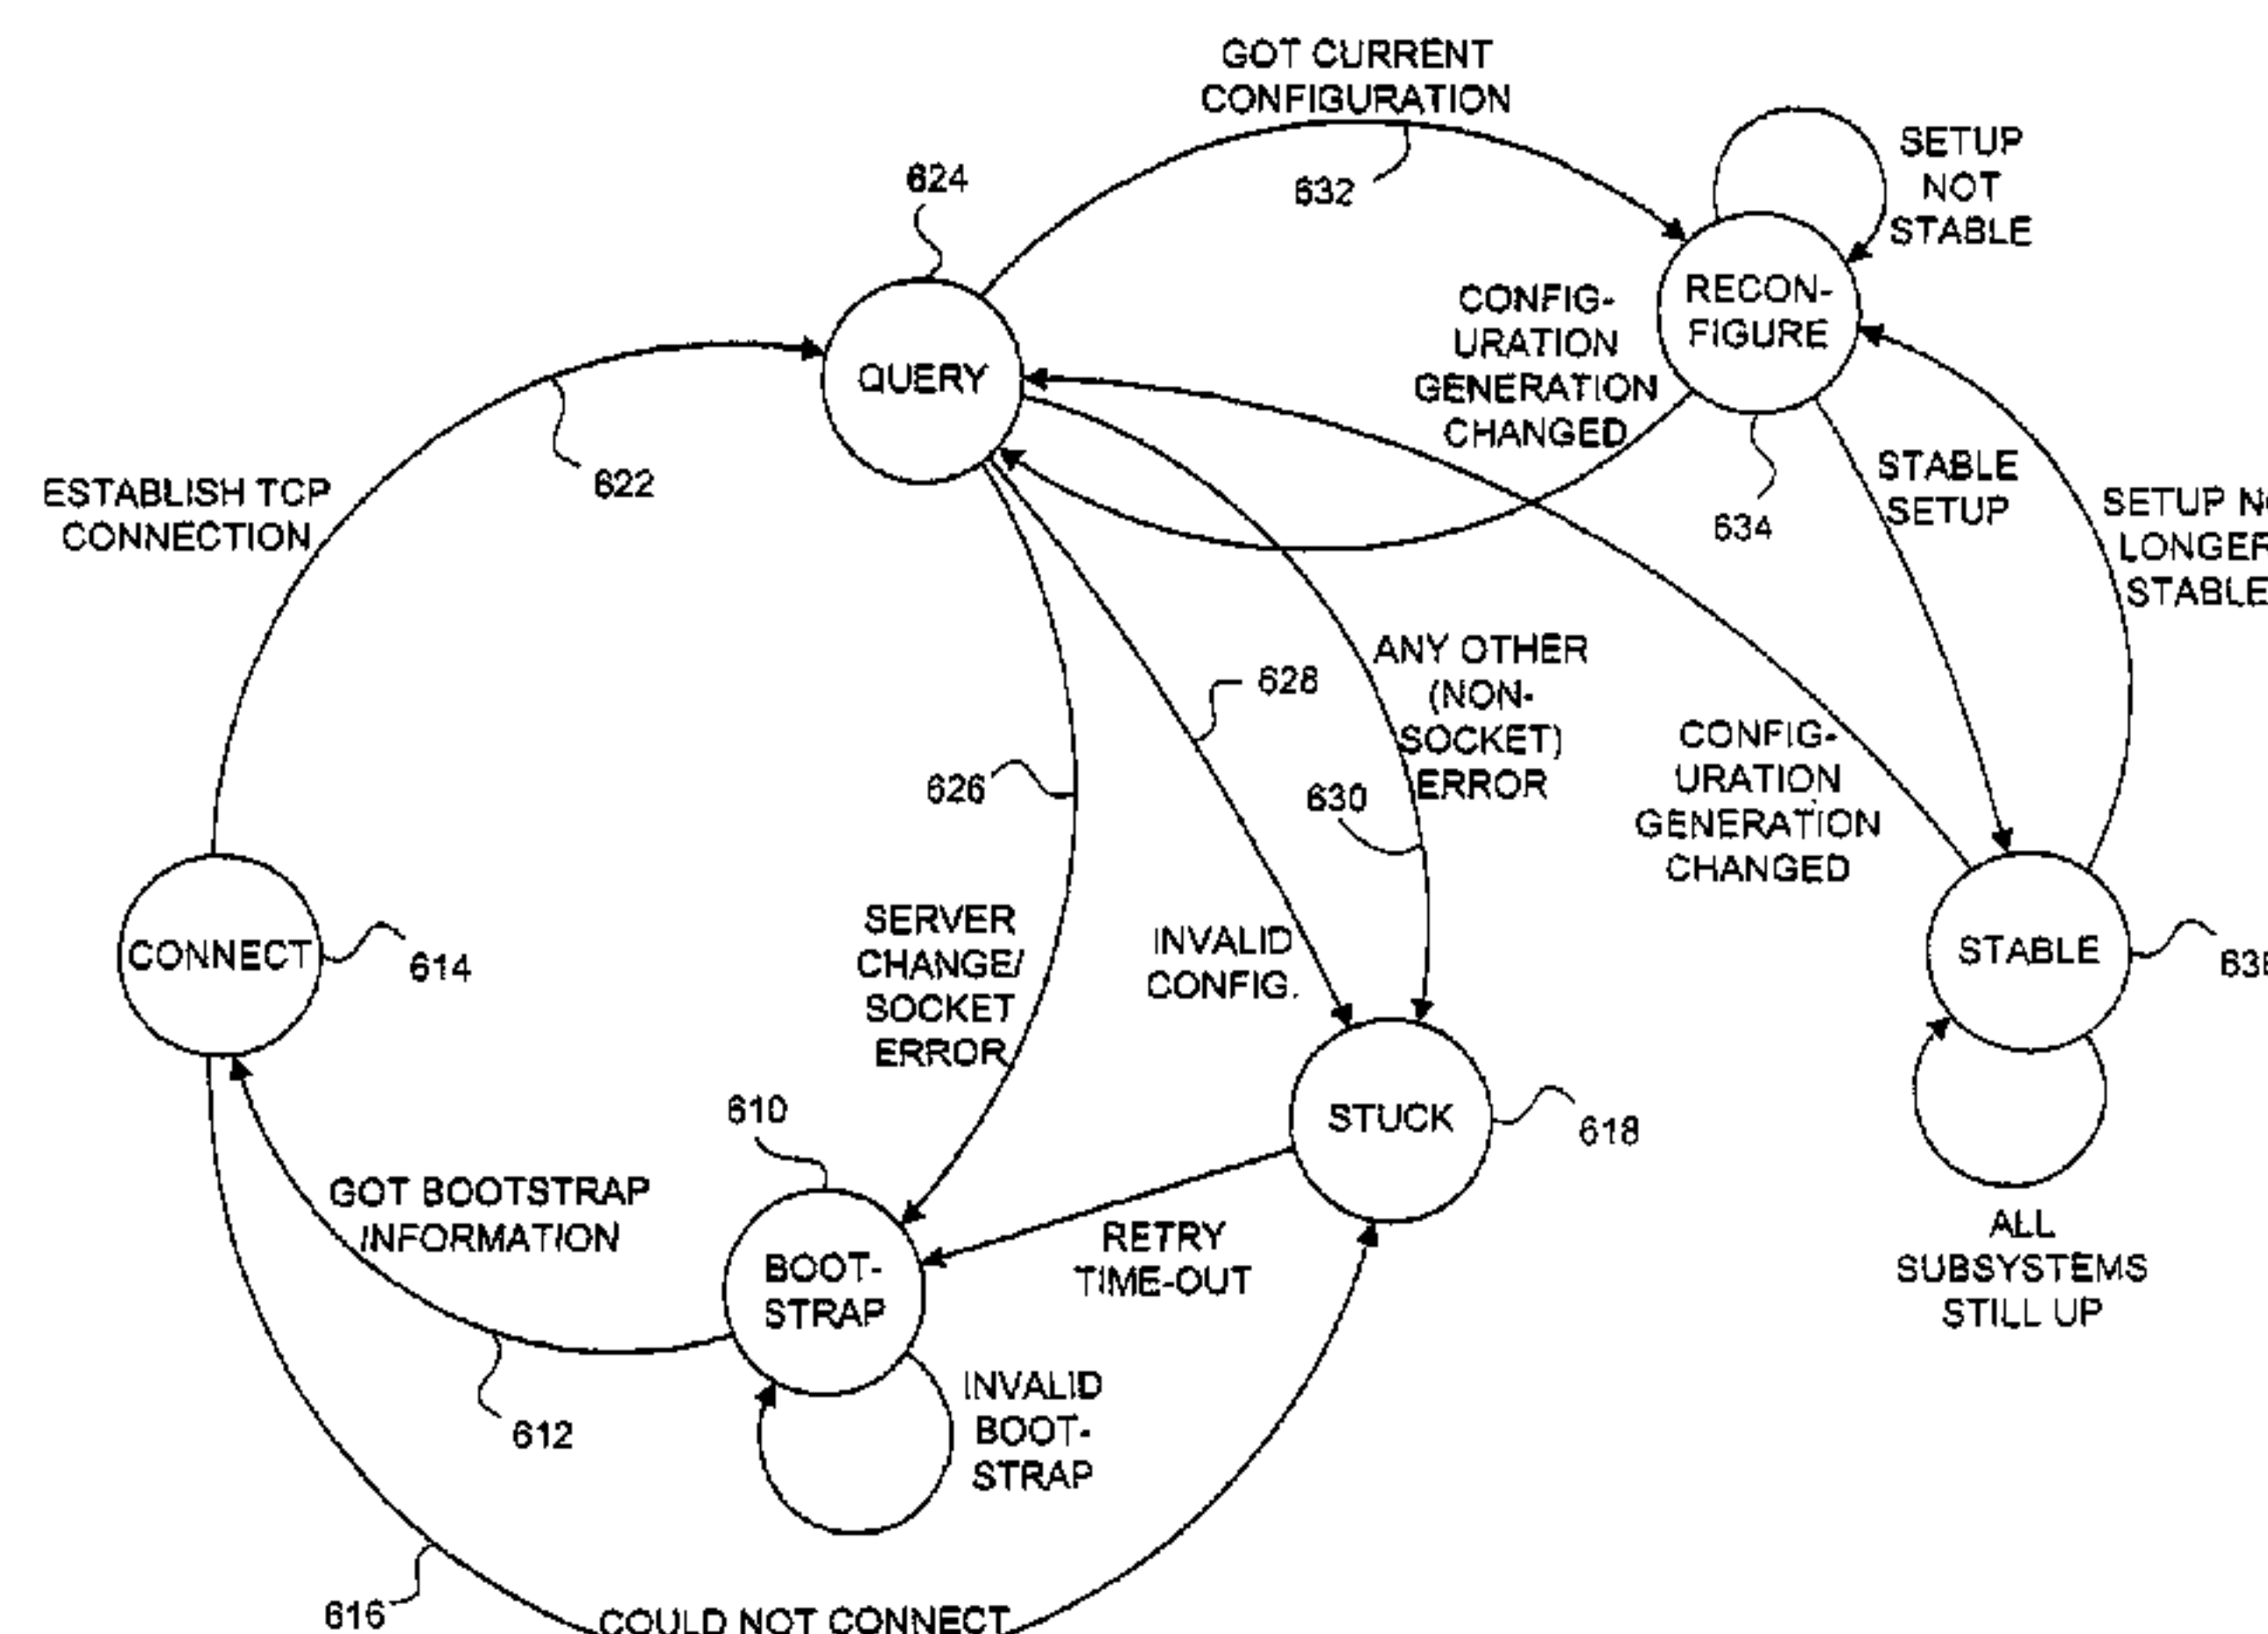 GOT CURRENT
CONFIGURATION
632
SETUP
NOT
STABLE
624
QUERY
RECON-
FIGURE
634
CONFIG-
URATION
GENERATION
CHANGED
STABLE
SETUP
SETUP
LONGER
STABLE
ESTABLISH TCP
CONNECTION
622
ANY OTHER
(NON-
SOCKET)
ERROR
628
626
630
CONFIG-
URATION
GENERATION
CHANGED
CONNECT
614
SERVER
CHANGE/
SOCKET
ERROR
INVALID
CONFIG.
STABLE
STUCK
618
610
GOT BOOTSTRAP
INFORMATION
BOOT-
STRAP
RETRY
TIME-OUT
ALL
SUBSYSTEMS
STILL UP
612
INVALID
BOOT-
STRAP
616
COULD NOT CONNECT